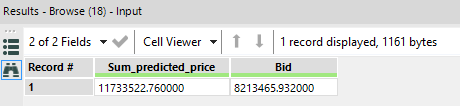 Results - Browse (18) - Input
2 of 2 Fields Cell Viewer 1 record displayed, 1161 bytes
Record # Sum_predicted_price Bid
1 11733522.760000 8213465.932000